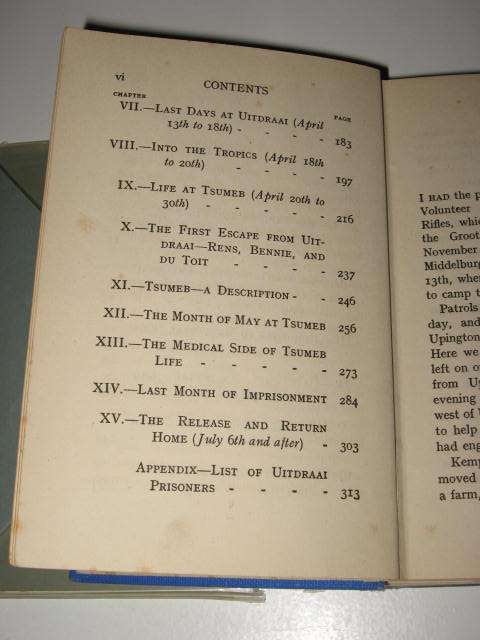 vi
CONTENTS
CHAPTER
PAGE
VII.—Last Days at Uitdraai (April
13th to 18th) - - - - 183
VIII.—Into the Tropics (April 18th
to 20th) - - - - 197
IX.—Life at Tsumeb (April 20th to
30th) - - - - - 216
X.—The First Escape from Uit-
draai—Rens, Bennie, and
du Toit - - - - 237
XI.—Tsumeb—A Description - - 246
XII.—The Month of May at Tsumeb 256
XIII.—The Medical Side of Tsumeb
Life - - - - - 273
XIV.—Last Month of Imprisonment 284
XV.—The Release and Return
Home (July 6th and after) - 303
Appendix—List of Uitdraai
Prisoners - - - - 313
I had the p
Volunteer
Rifles, whic
the Groot
November
Middelburg
13th, whe
to camp t
Patrols
day, and
Upington
Here we
left on o
from Up
evening
west of U
to help
had eng
Kemp
moved
a farm,